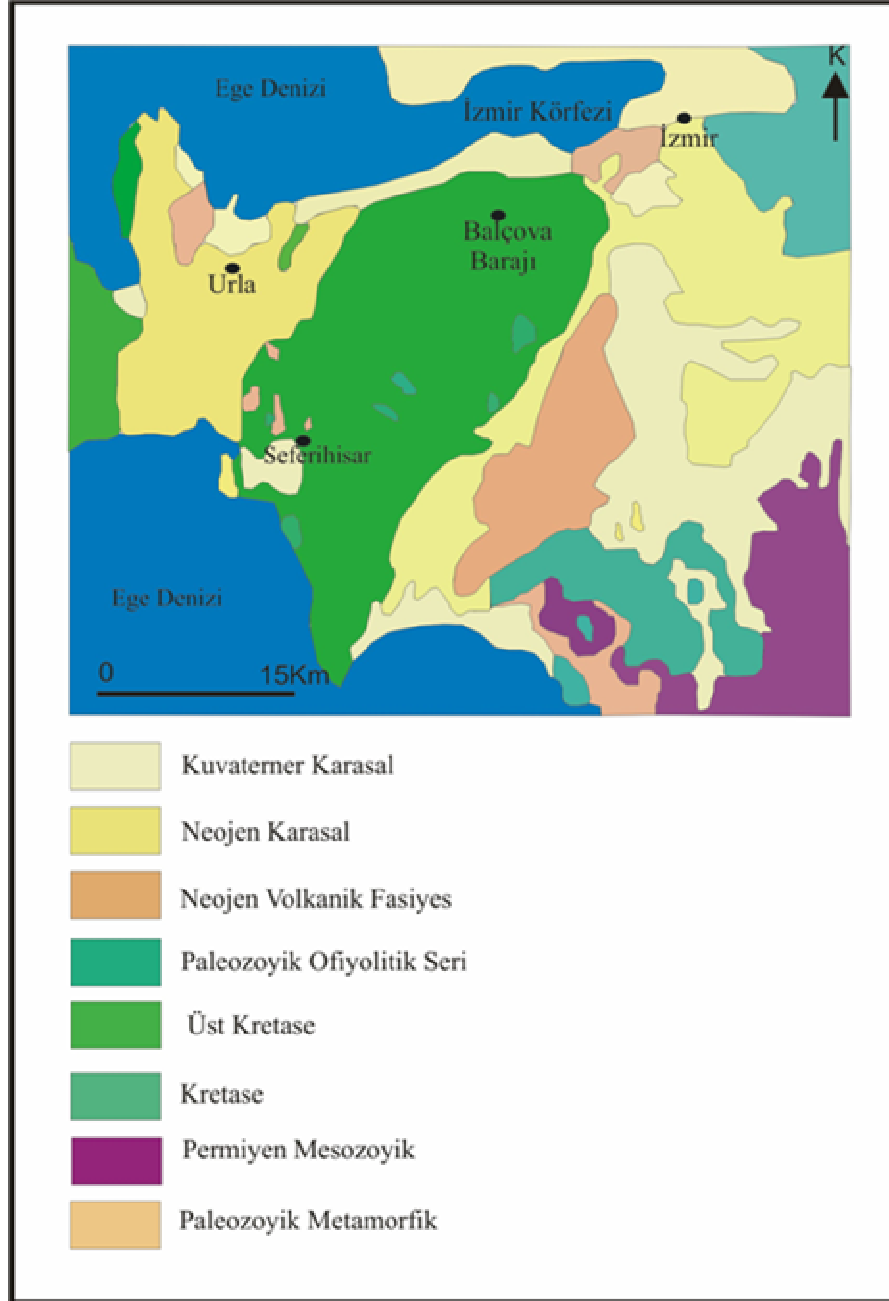 Ege Denizi
K
İzmir Körfezi
İzmir
Balçova
Barajı
Urla
Seferihisar
Ege Denizi
0 15Km
Kuvaterner Karasal
Neojen Karasal
Neojen Volkanik Fasiyes
Paleozoyik Ofiyolitik Seri
Üst Kretase
Kretase
Permiyen Mesozoyik
Paleozoyik Metamorfik